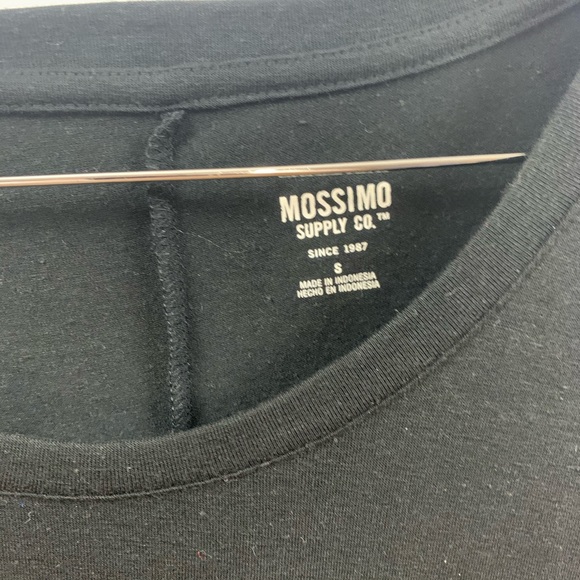 MOSSIMO
SUPPLY CO.™
SINCE 1987
S
MADE IN INDONESIA
HECHO EN INDONESIA